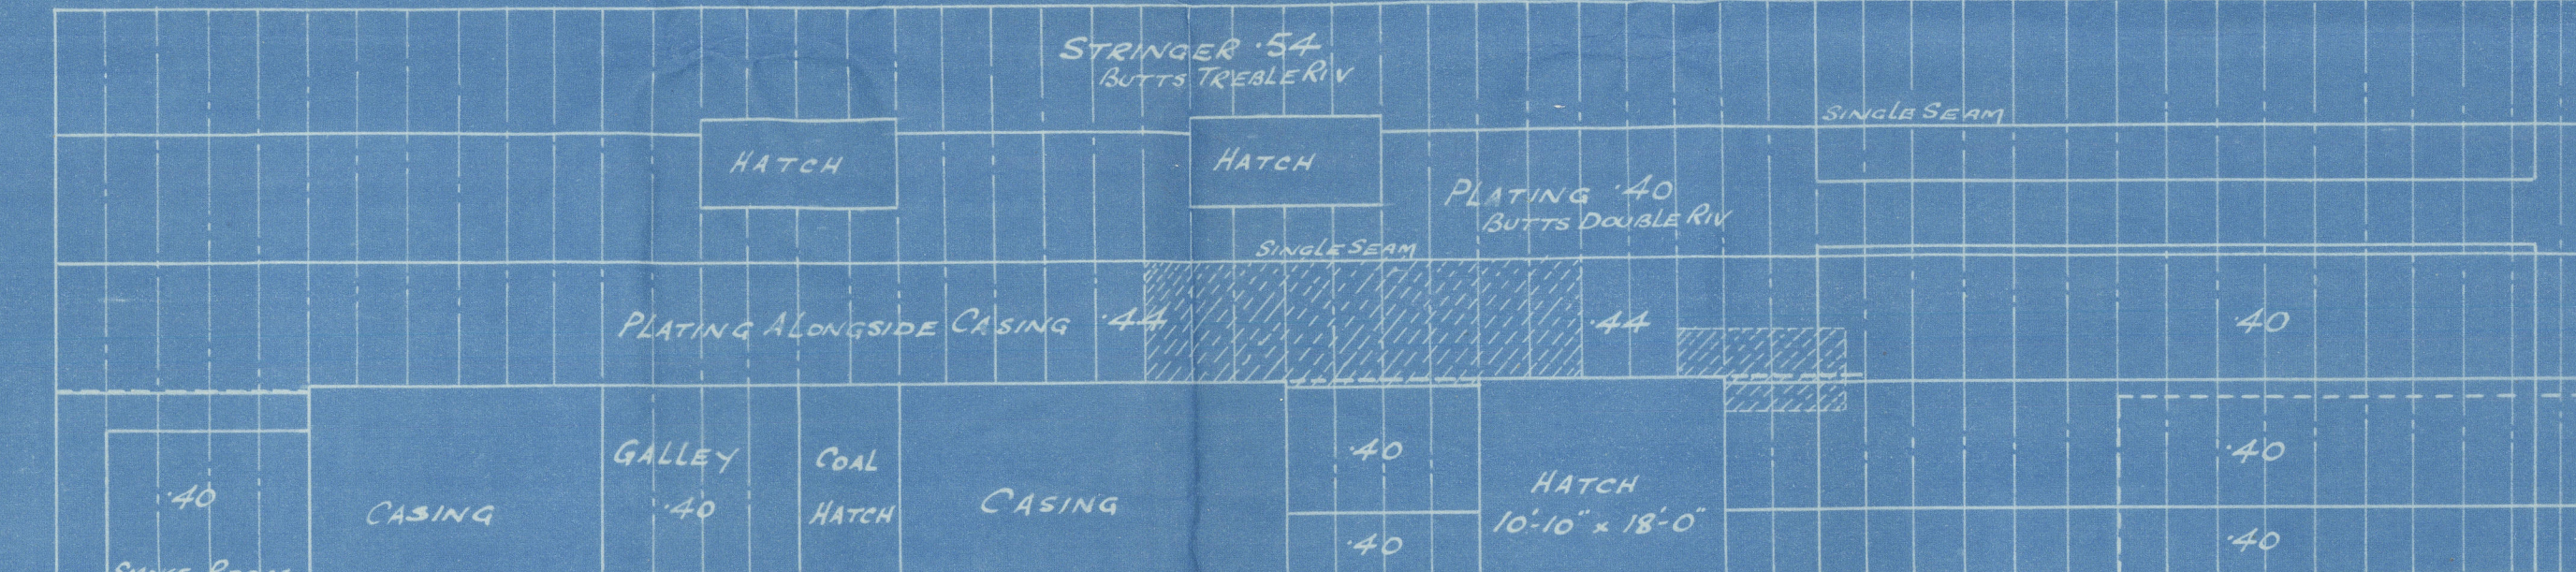 STRINGER ·54
BUTTS TREBLE RIV
SINGLE SEAM
HATCH
HATCH
PLATING ·40
BUTTS DOUBLE RIV
SINGLE SEAM
PLATING ALONGSIDE CASING ·44
·44
·40
GALLEY
·40
COAL
HATCH
CASING
CASING
·40
·40
·40
HATCH
10'-10" x 18'-0"
·40
·40